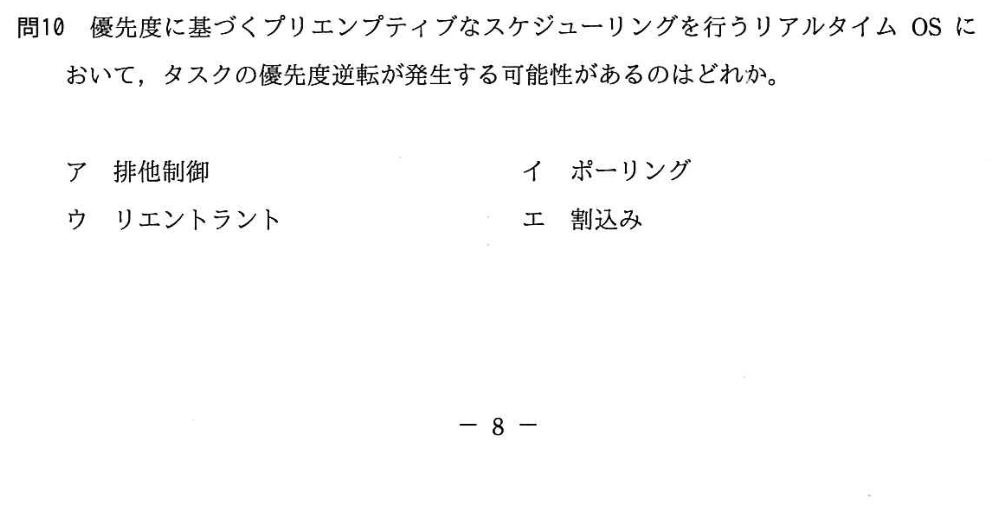 問10 優先度に基づくプリエンプティブなスケジューリングを行うリアルタイム OS に
おいて，タスクの優先度逆転が発生する可能性があるのはどれか。
ア 排他制御 イ ポーリング
ウ リエントラント エ 割込み
－ 8 －